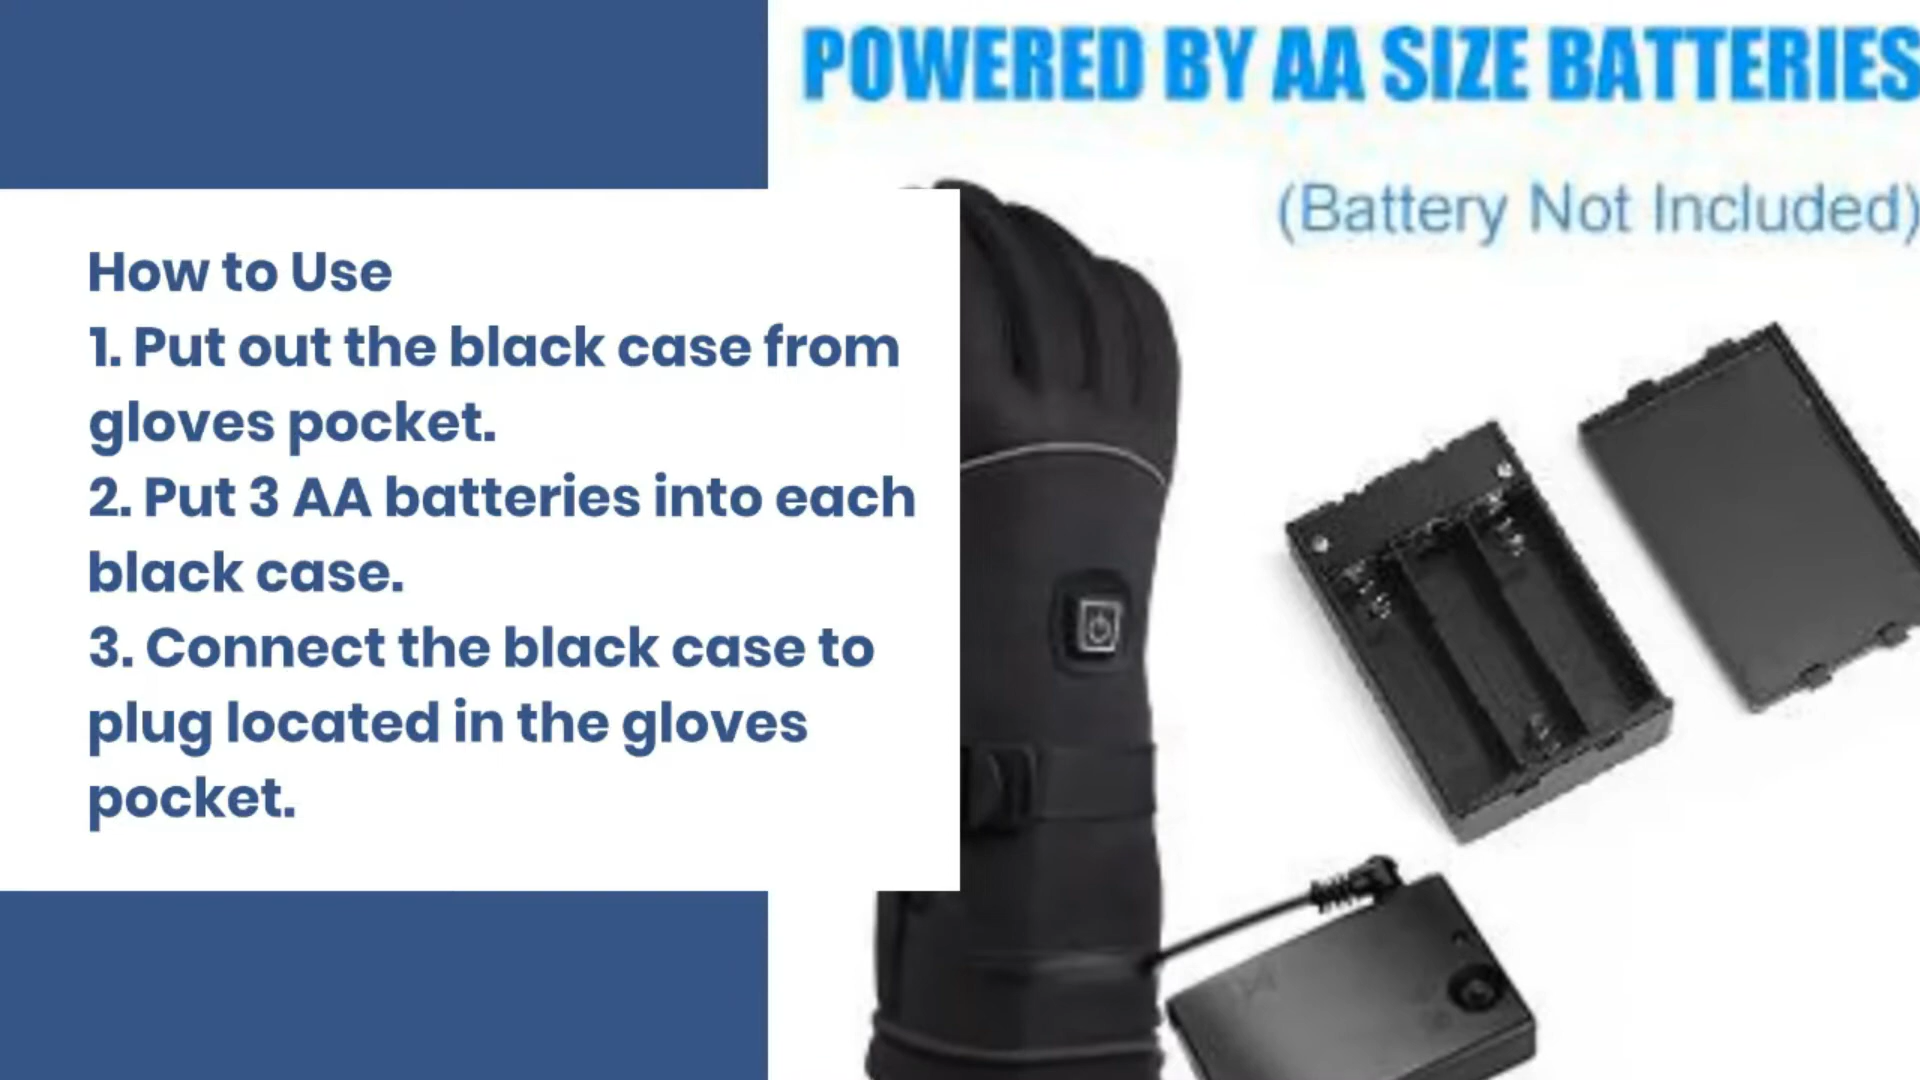 POWERED BY AA SIZE BATTERIES
(Battery Not Included)
How to Use
1. Put out the black case from
gloves pocket.
2. Put 3 AA batteries into each
black case.
3. Connect the black case to
plug located in the gloves
pocket.